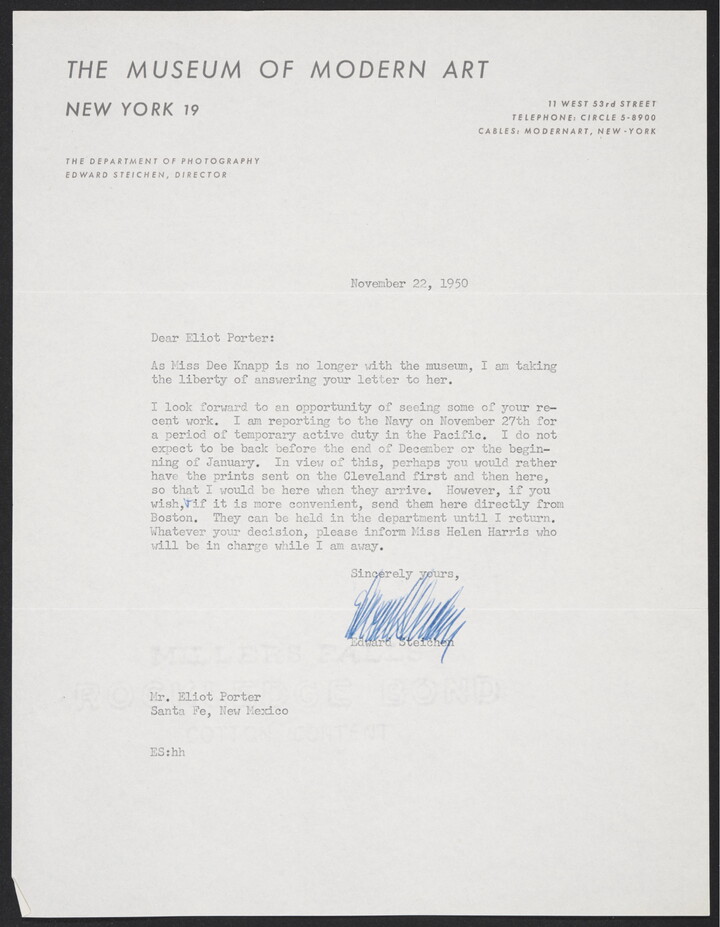 THE MUSEUM OF MODERN ART
NEW YORK 19
11 WEST 53rd STREET
TELEPHONE: CIRCLE 5-8900
CABLES: MODERNART, NEW-YORK
THE DEPARTMENT OF PHOTOGRAPHY
EDWARD STEICHEN, DIRECTOR
November 22, 1950
Dear Eliot Porter:
As Miss Dee Knapp is no longer with the museum, I am taking
the liberty of answering your letter to her.
I look forward to an opportunity of seeing some of your re-
cent work. I am reporting to the Navy on November 27th for
a period of temporary active duty in the Pacific. I do not
expect to be back before the end of December or the begin-
ning of January. In view of this, perhaps you would rather
have the prints sent on the Cleveland first and then here,
so that I would be here when they arrive. However, if you
wish, if it is more convenient, send them here directly from
Boston. They can be held in the department until I return.
Whatever your decision, please inform Miss Helen Harris who
will be in charge while I am away.
Sincerely yours,
Edward Steichen
Mr. Eliot Porter
Santa Fe, New Mexico
ES:hh